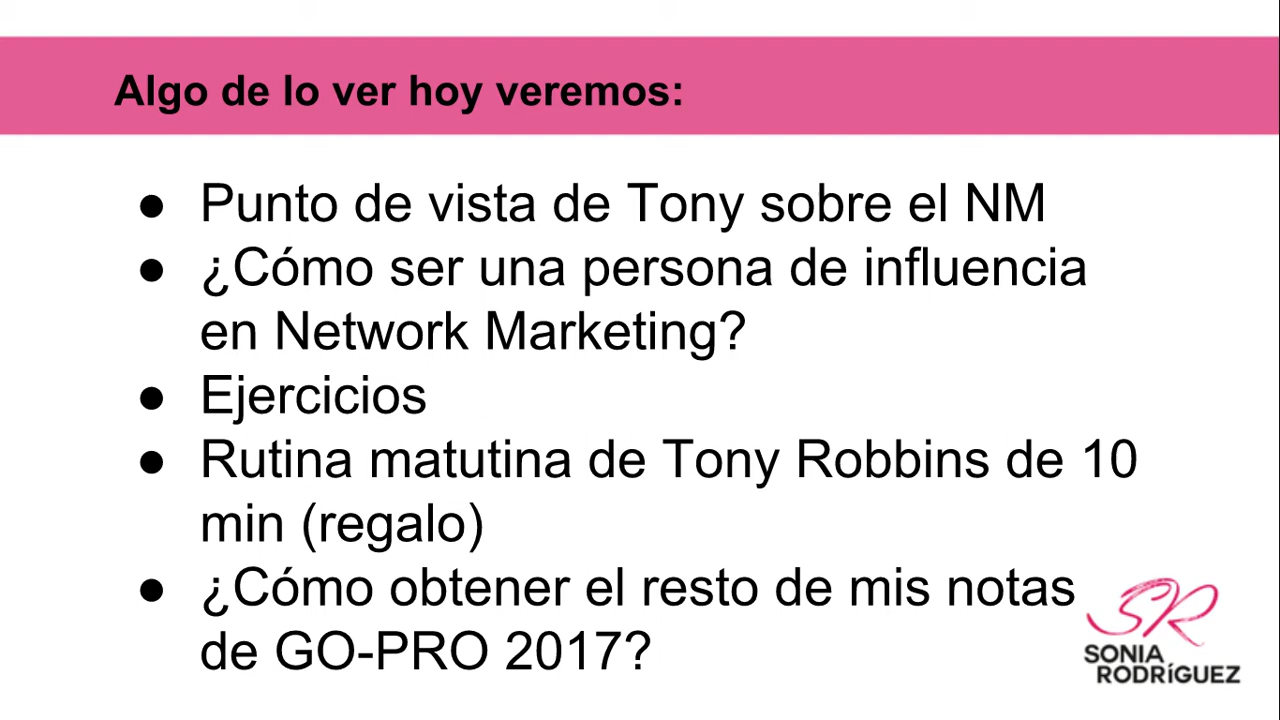 Algo de lo ver hoy veremos:
● Punto de vista de Tony sobre el NM
● ¿Cómo ser una persona de influencia
en Network Marketing?
● Ejercicios
● Rutina matutina de Tony Robbins de 10
min (regalo)
● ¿Cómo obtener el resto de mis notas
de GO-PRO 2017?
SR
SONIA
RODRÍGUEZ